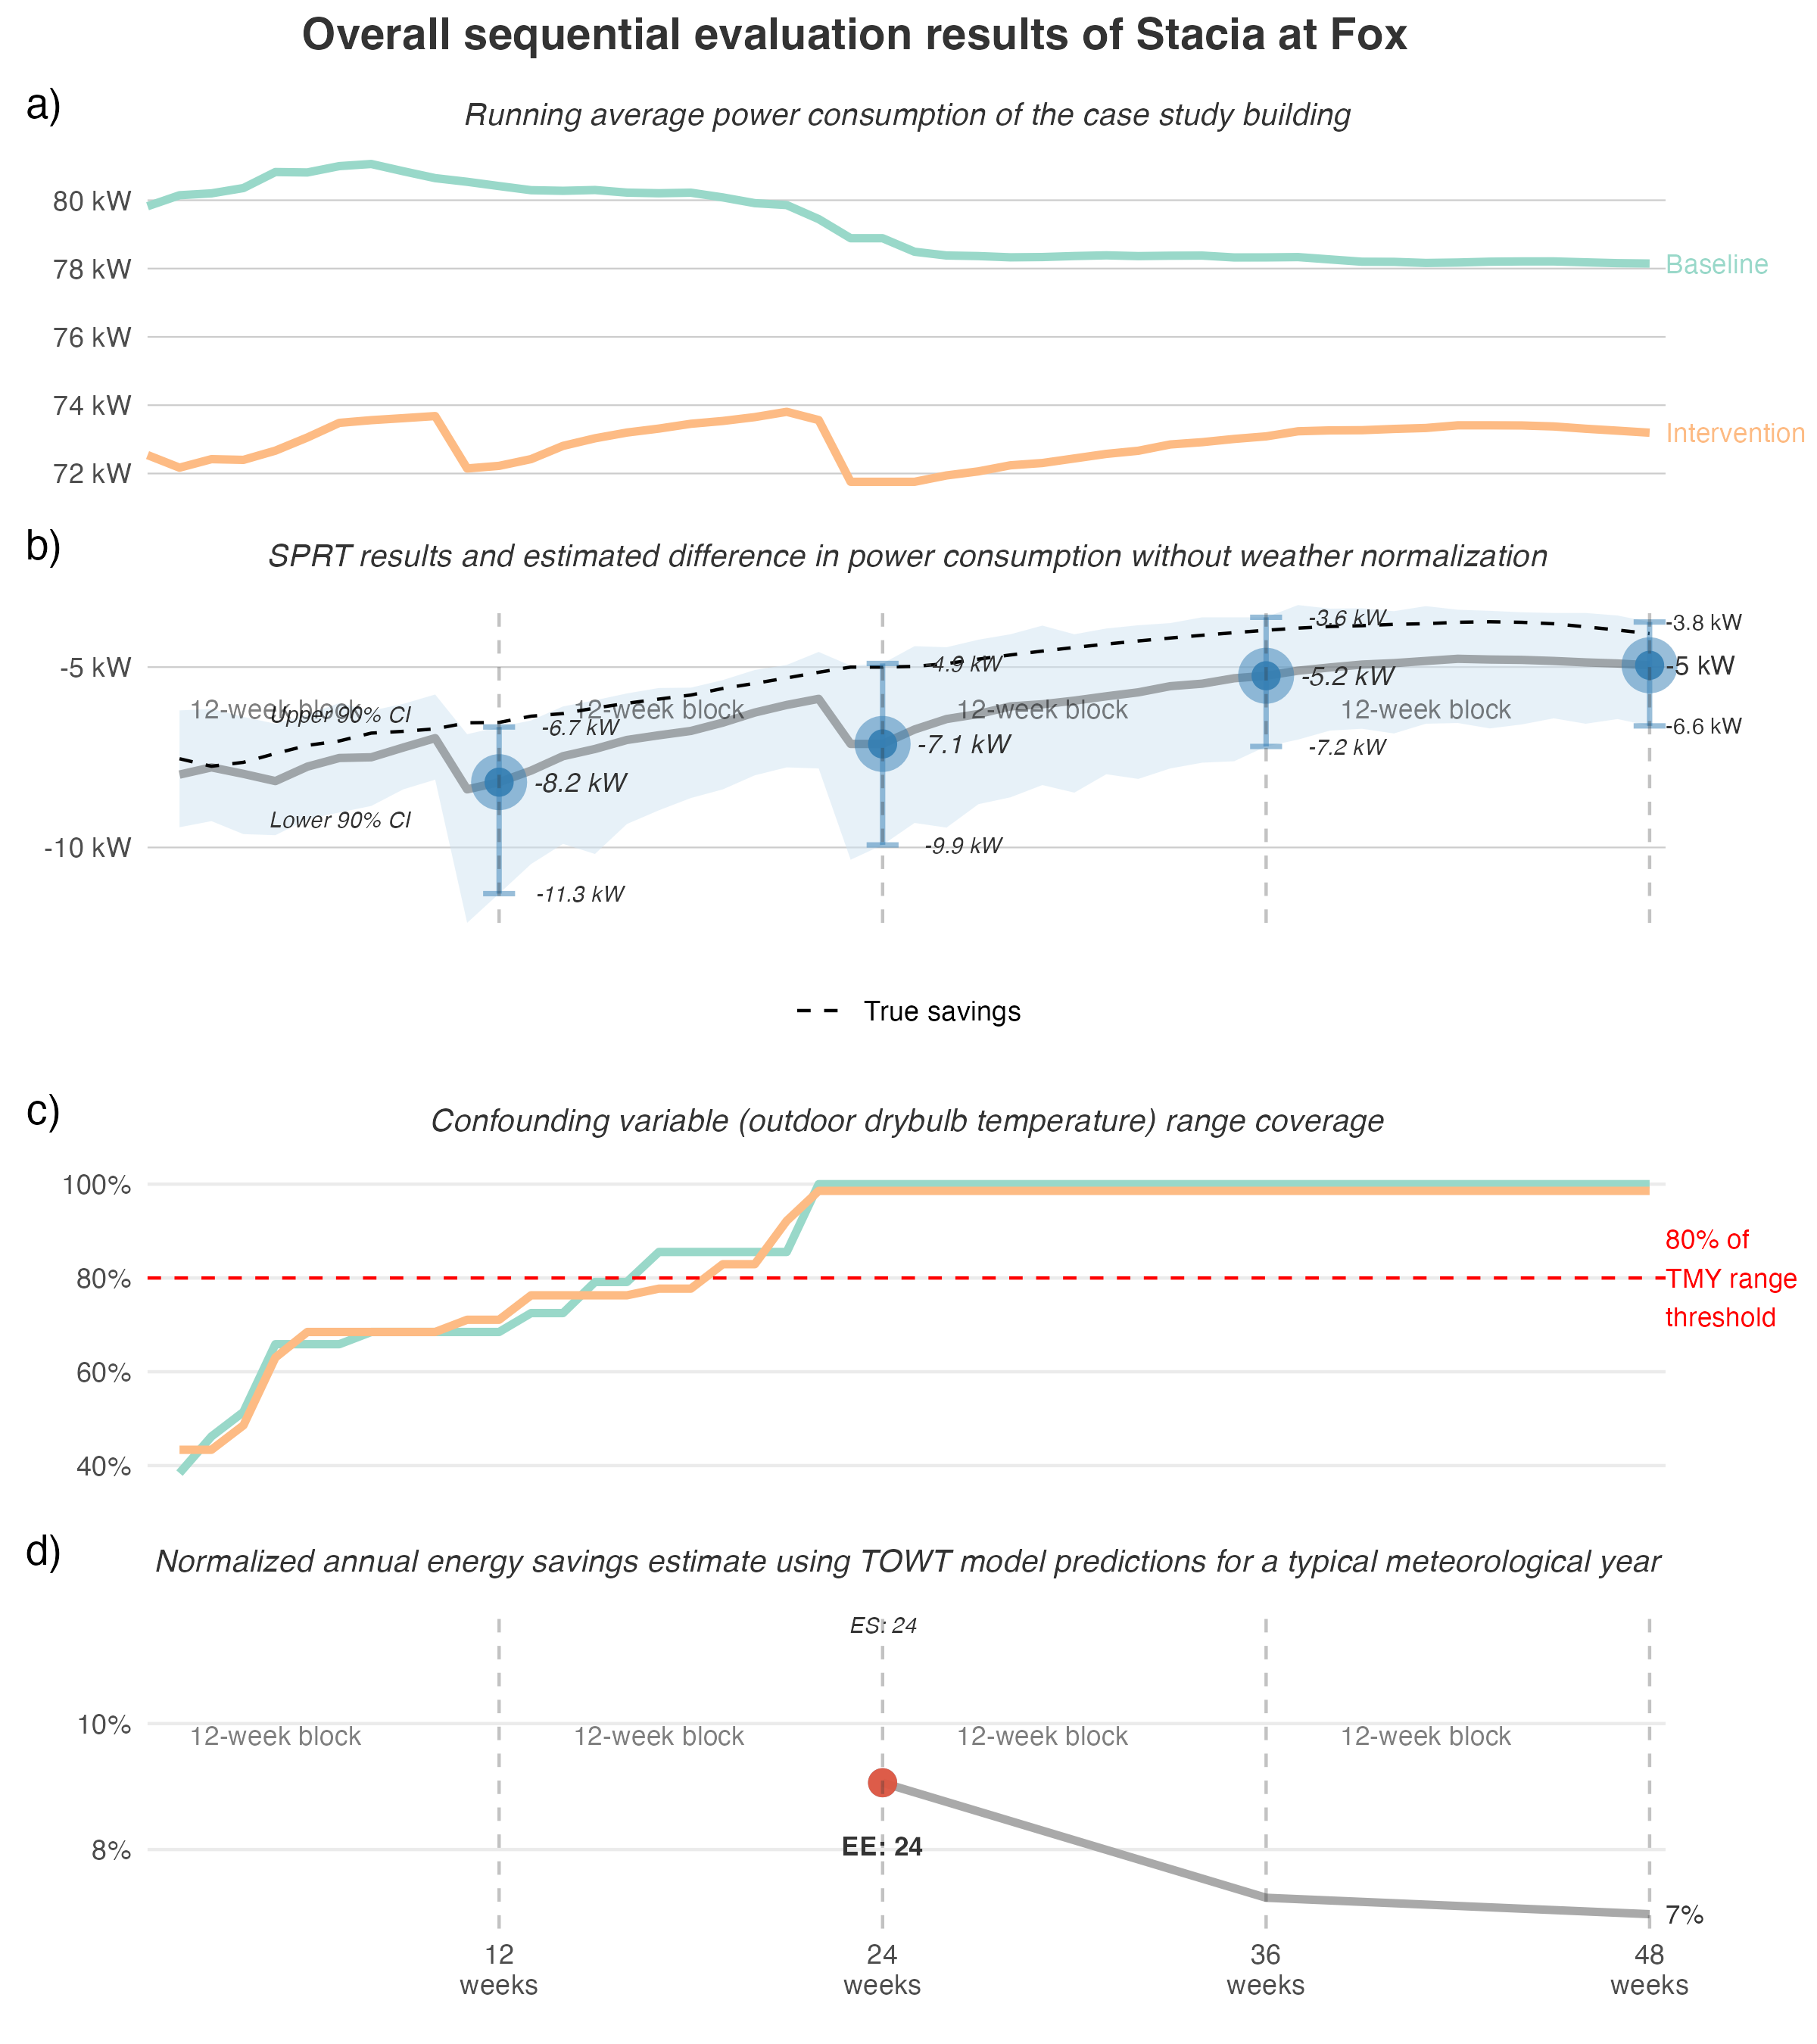 Overall sequential evaluation results of Stacia at Fox
a)
Running average power consumption of the case study building
80 kW
78 kW
76 kW
74 kW
72 kW
Baseline
Intervention
b)
SPRT results and estimated difference in power consumption without weather normalization
-5 kW
-10 kW
12-week block
12-week block
12-week block
12-week block
Upper 90% CI
Lower 90% CI
-6.7 kW
-8.2 kW
-11.3 kW
-4.9 kW
-7.1 kW
-9.9 kW
-3.6 kW
-5.2 kW
-7.2 kW
-3.8 kW
-5 kW
-6.6 kW
True savings
c)
Confounding variable (outdoor drybulb temperature) range coverage
100%
80%
60%
40%
80% of
TMY range
threshold
d)
Normalized annual energy savings estimate using TOWT model predictions for a typical meteorological year
ES: 24
10%
8%
12-week block
12-week block
12-week block
12-week block
EE: 24
7%
12
weeks
24
weeks
36
weeks
48
weeks